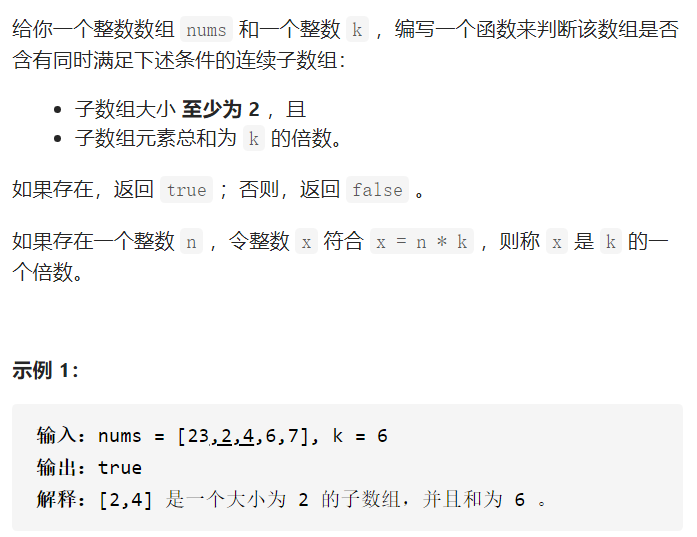 给你一个整数数组 nums 和一个整数 k ，编写一个函数来判断该数组是否
含有同时满足下述条件的连续子数组：
• 子数组大小 至少为 2 ，且
• 子数组元素总和为 k 的倍数。
如果存在，返回 true ；否则，返回 false 。
如果存在一个整数 n ，令整数 x 符合 x = n * k ，则称 x 是 k 的一
个倍数。
示例 1：
输入：nums = [23,2,4,6,7], k = 6
输出：true
解释：[2,4] 是一个大小为 2 的子数组，并且和为 6 。